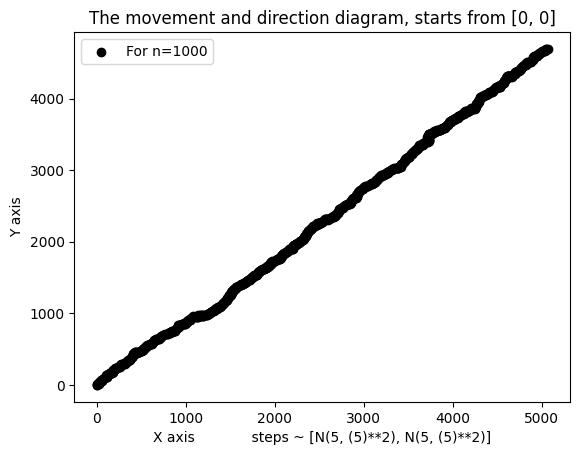 The movement and direction diagram, starts from [0, 0]
For n=1000
4000
3000
2000
1000
0
Y axis
0 1000 2000 3000 4000 5000
X axis steps ~ [N(5, (5)**2), N(5, (5)**2)]